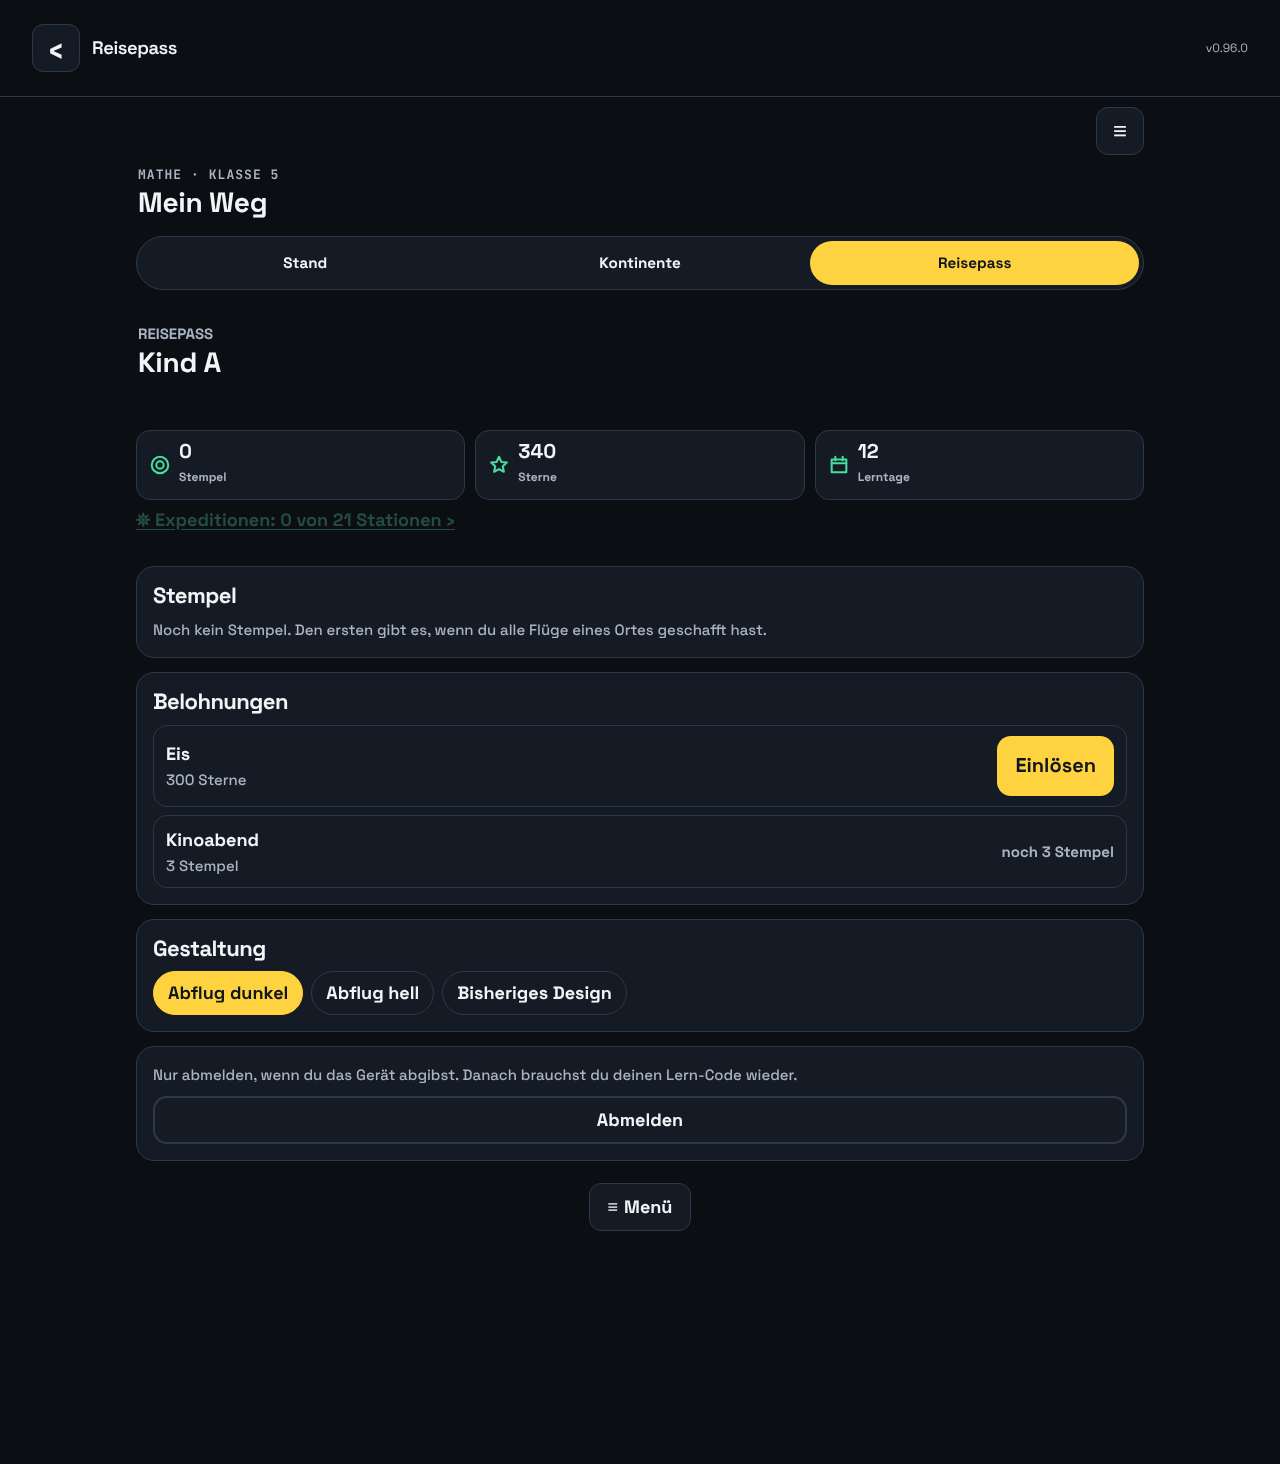 < Reisepass
v0.96.0
≡
MATHE · KLASSE 5
Mein Weg
Stand
Kontinente
Reisepass
REISEPASS
Kind A
0
Stempel
340
Sterne
12
Lerntage
⛯ Expeditionen: 0 von 21 Stationen >
Stempel
Noch kein Stempel. Den ersten gibt es, wenn du alle Flüge eines Ortes geschafft hast.
Belohnungen
Eis
300 Sterne
Einlösen
Kinoabend
3 Stempel
noch 3 Stempel
Gestaltung
Abflug dunkel
Abflug hell
Bisheriges Design
Nur abmelden, wenn du das Gerät abgibst. Danach brauchst du deinen Lern-Code wieder.
Abmelden
≡ Menü